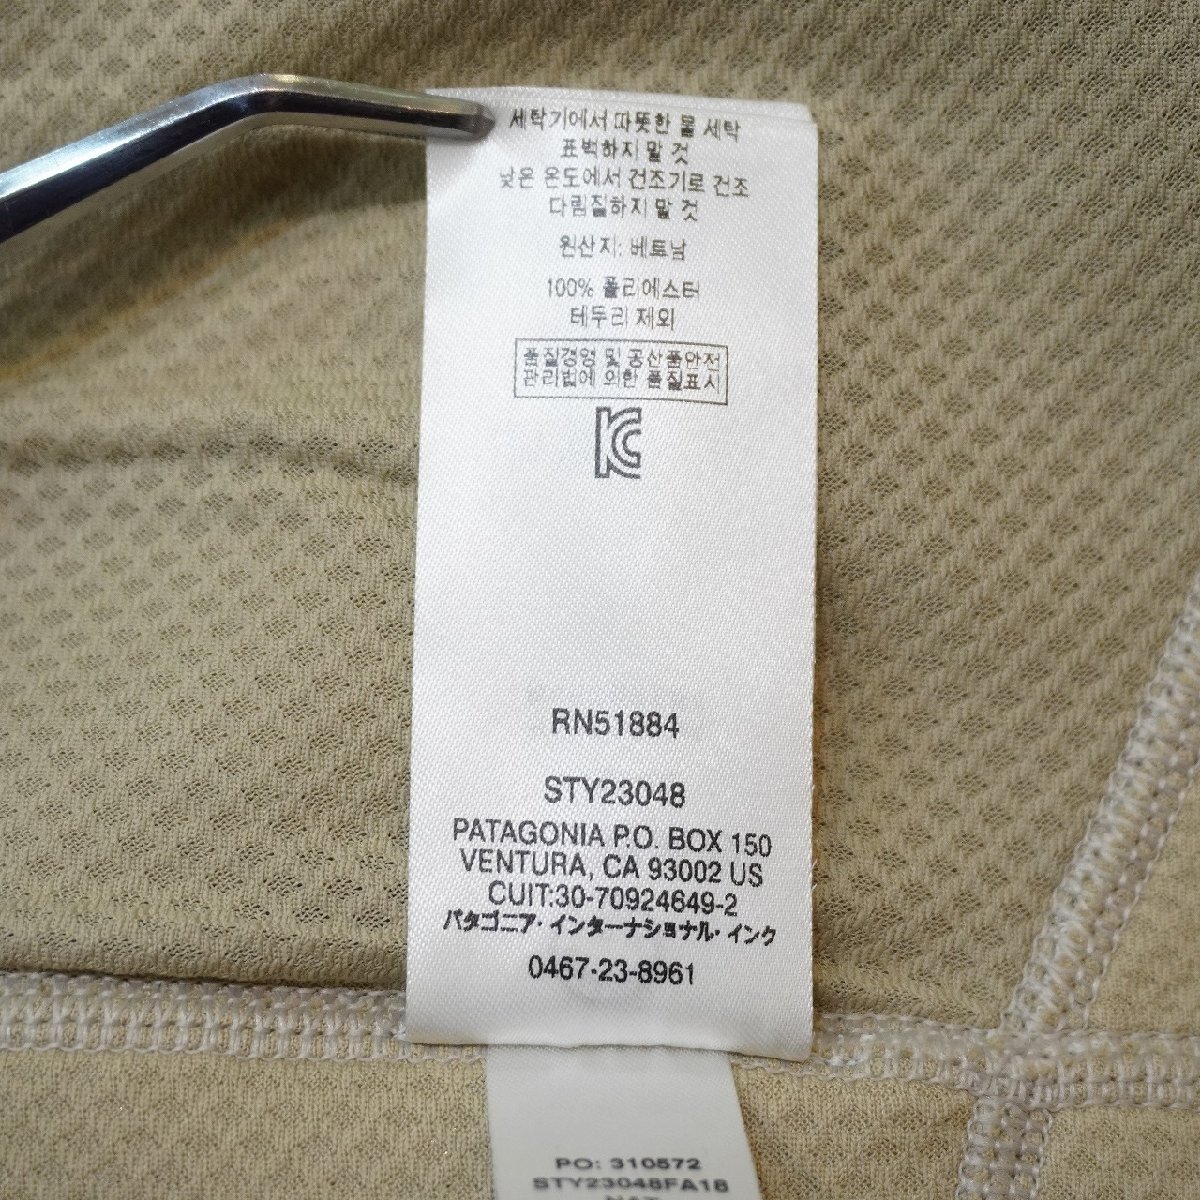 세탁기에서 따뜻한 물 세탁
표백하지 말 것
낮은 온도에서 건조기로 건조
다림질하지 말 것
원산지: 베트남
100% 폴리에스터
테두리 제외
품질경영 및 공산품안전
관리법에 의한 품질표시
KC
RN51884
STY23048
PATAGONIA P.O. BOX 150
VENTURA, CA 93002 US
CUIT:30-70924649-2
パタゴニア・インターナショナル・インク
0467-23-8961
PO: 310572
STY23048FA18